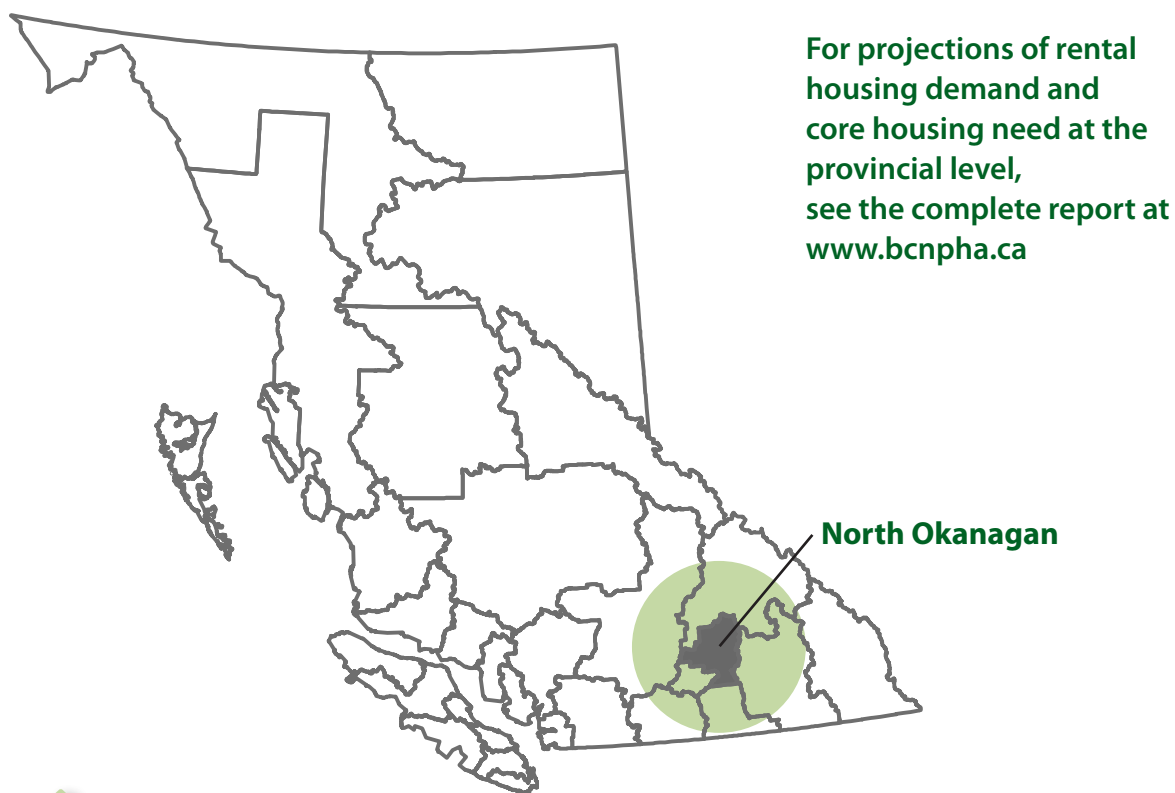 For projections of rental
housing demand and
core housing need at the
provincial level,
see the complete report at
www.bcnpha.ca
North Okanagan